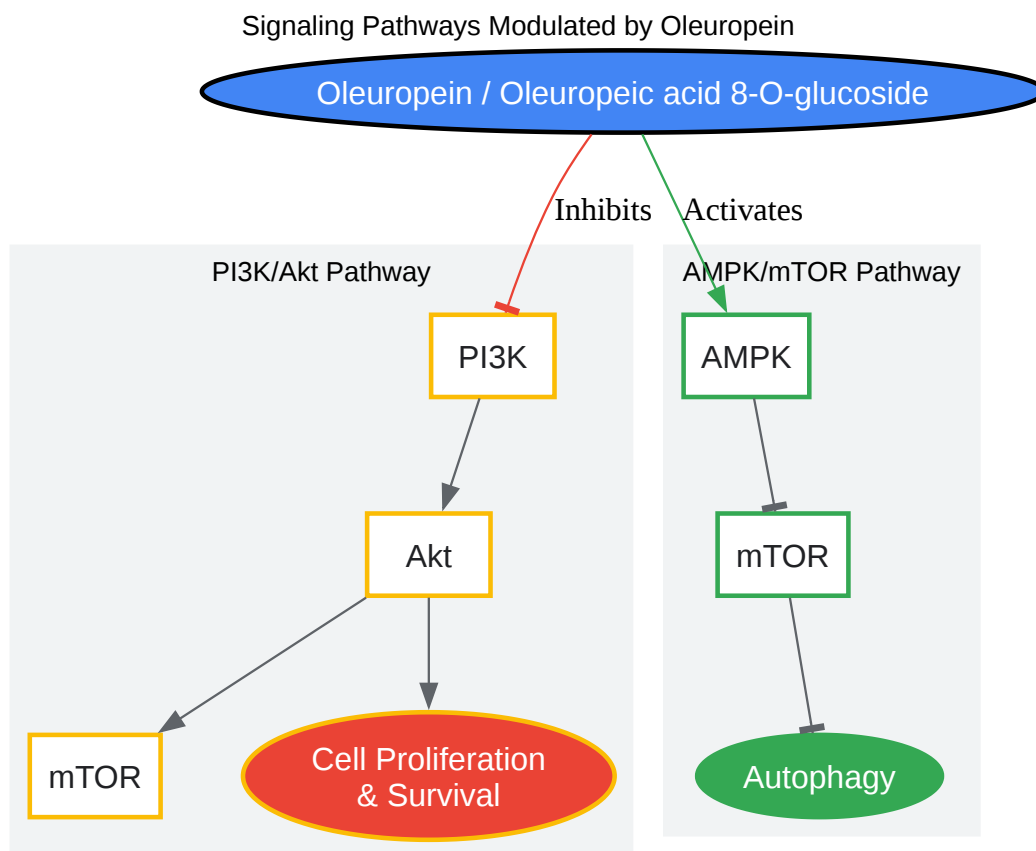 Signaling Pathways Modulated by Oleuropein
Oleuropein / Oleuropeic acid 8-O-glucoside
Inhibits
Activates
PI3K/Akt Pathway
AMPK/mTOR Pathway
PI3K
AMPK
Akt
mTOR
mTOR
Cell Proliferation
& Survival
Autophagy